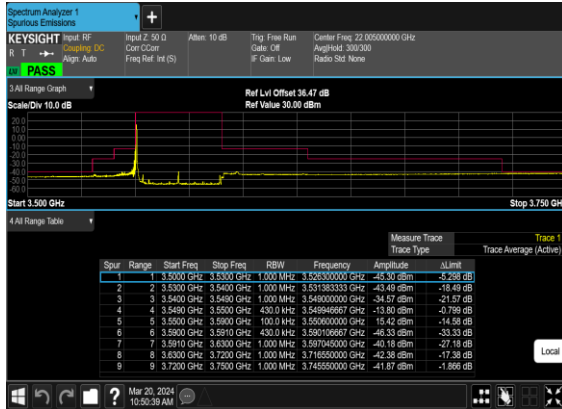 Spectrum Analyzer 1
Spurious Emissions
KEYSIGHT Input: RF Input Z: 50 Ω Atten: 10 dB Trig: Free Run Center Freq: 22.005000000 GHz
R T Coupling: DC Corr CCorr Gate: Off Avg|Hold: 300/300
Align: Auto Freq Ref: Int (S) IF Gain: Low Radio Std: None
PASS
3 All Range Graph
Ref Lvl Offset 36.47 dB
Scale/Div 10.0 dB Ref Value 30.00 dBm
20.0
10.0
0.00
-10.0
-20.0
-30.0
-40.0
-50.0
-60.0
Start 3.500 GHz Stop 3.750 GH
4 All Range Table
Measure Trace Trace 1
Trace Type Trace Average (Active)
Spur Range Start Freq Stop Freq RBW Frequency Amplitude ΔLimit
1 1 3.5000 GHz 3.5300 GHz 1.000 MHz 3.526300000 GHz -45.30 dBm -5.298 dB
2 2 3.5300 GHz 3.5400 GHz 1.000 MHz 3.531383333 GHz -43.49 dBm -18.49 dB
3 3 3.5400 GHz 3.5490 GHz 1.000 MHz 3.549000000 GHz -34.57 dBm -21.57 dB
4 4 3.5490 GHz 3.5500 GHz 430.0 kHz 3.549946667 GHz -13.80 dBm -0.799 dB
5 5 3.5500 GHz 3.5900 GHz 100.0 kHz 3.550600000 GHz 15.42 dBm -14.58 dB
6 6 3.5900 GHz 3.5910 GHz 430.0 kHz 3.590106667 GHz -46.33 dBm -33.33 dB
7 7 3.5910 GHz 3.6300 GHz 1.000 MHz 3.597045000 GHz -40.18 dBm -27.18 dB
8 8 3.6300 GHz 3.7200 GHz 1.000 MHz 3.716550000 GHz -42.38 dBm -17.38 dB
9 9 3.7200 GHz 3.7500 GHz 1.000 MHz 3.745550000 GHz -41.87 dBm -1.866 dB
Local
Mar 20, 2024
10:50:39 AM